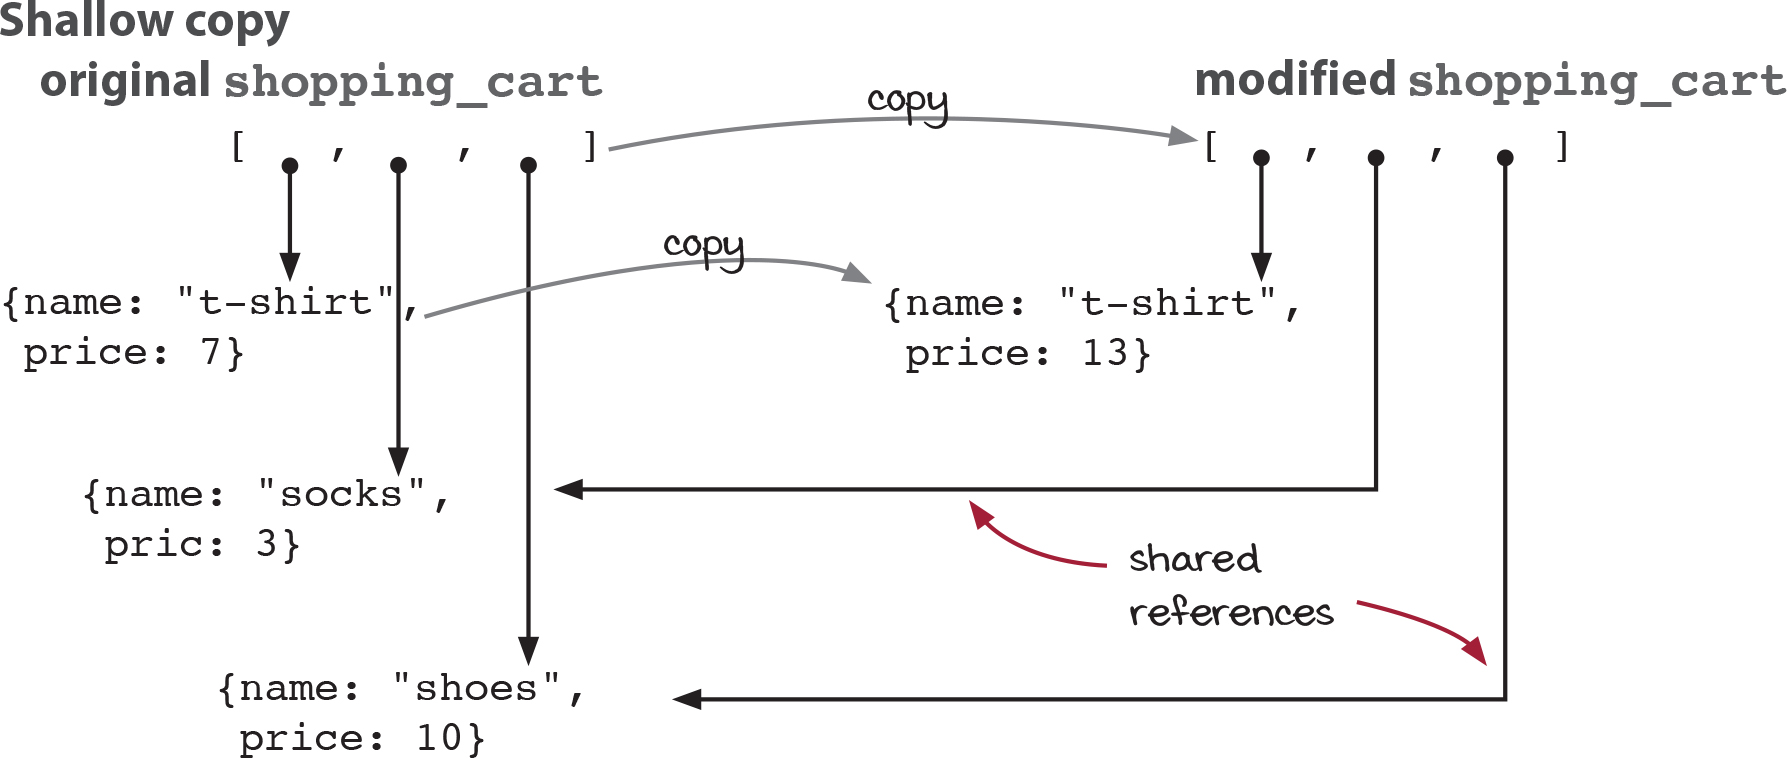 Shallow copy
original shopping_cart
copy
modified shopping_cart
[ , , ]
[ , , ]
copy
{name: "t-shirt",
price: 7}
{name: "t-shirt",
price: 13}
{name: "socks",
pric: 3}
shared
references
{name: "shoes",
price: 10}